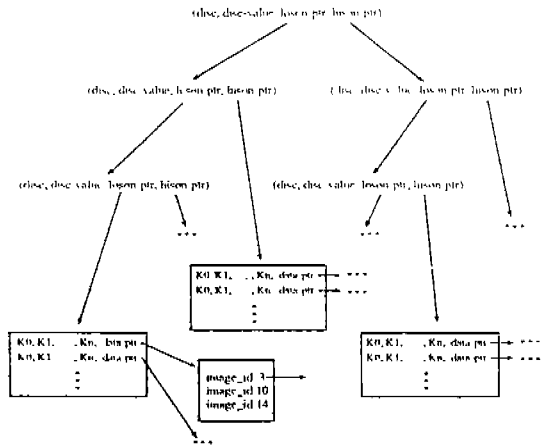 (disc, disc-value, loson ptr, hison ptr)
(disc, disc value, loson ptr, hison ptr)
(disc, disc value, loson ptr, hison ptr)
(disc, disc-value, loson ptr, hison ptr)
(disc, disc-value, loson ptr, hison ptr)
K0, K1, . , Kn, data ptr
K0, K1, . , Kn, data ptr
K0, K1, , Kn, data ptr
K0, K1 , Kn, data ptr
K0, K1, . , Kn, data ptr
K0, K1, . , Kn, data ptr
image_id 3
image_id 10
image_id 14